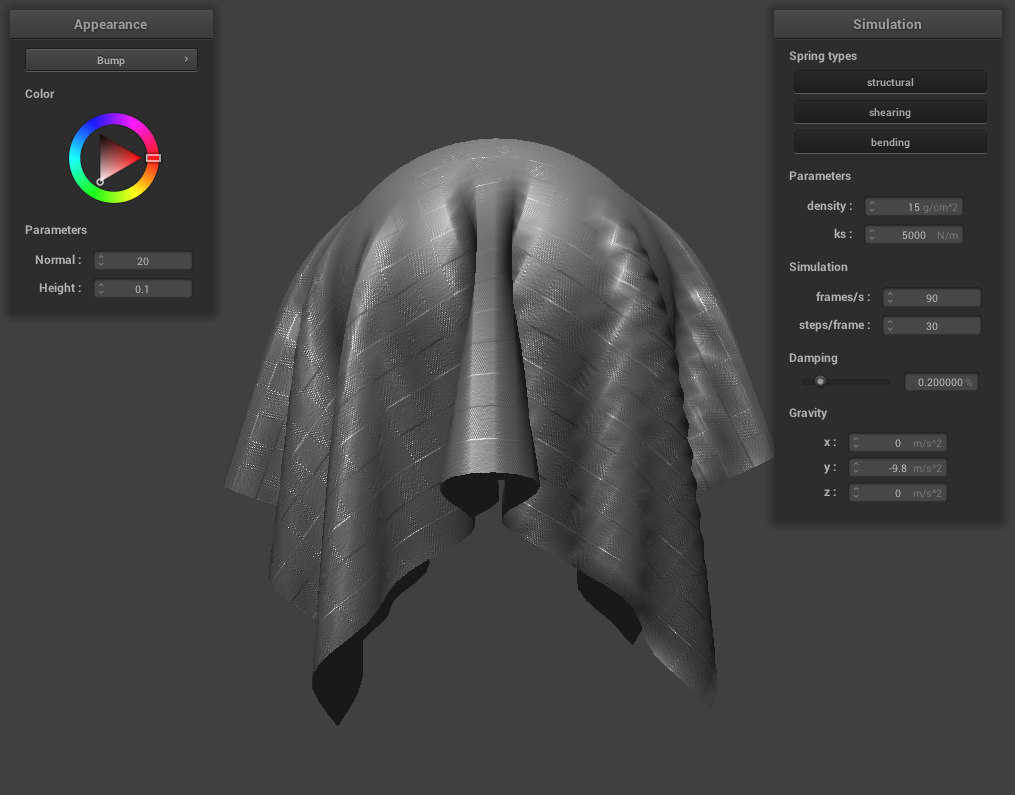 Appearance
Bump
Color
Parameters
Normal : 20
Height : 0.1
Simulation
Spring types
structural
shearing
bending
Parameters
density : 15 g/cm^2
ks : 5000 N/m
Simulation
frames/s : 90
steps/frame : 30
Damping
0.200000 %
Gravity
x : 0 m/s^2
y : -9.8 m/s^2
z : 0 m/s^2